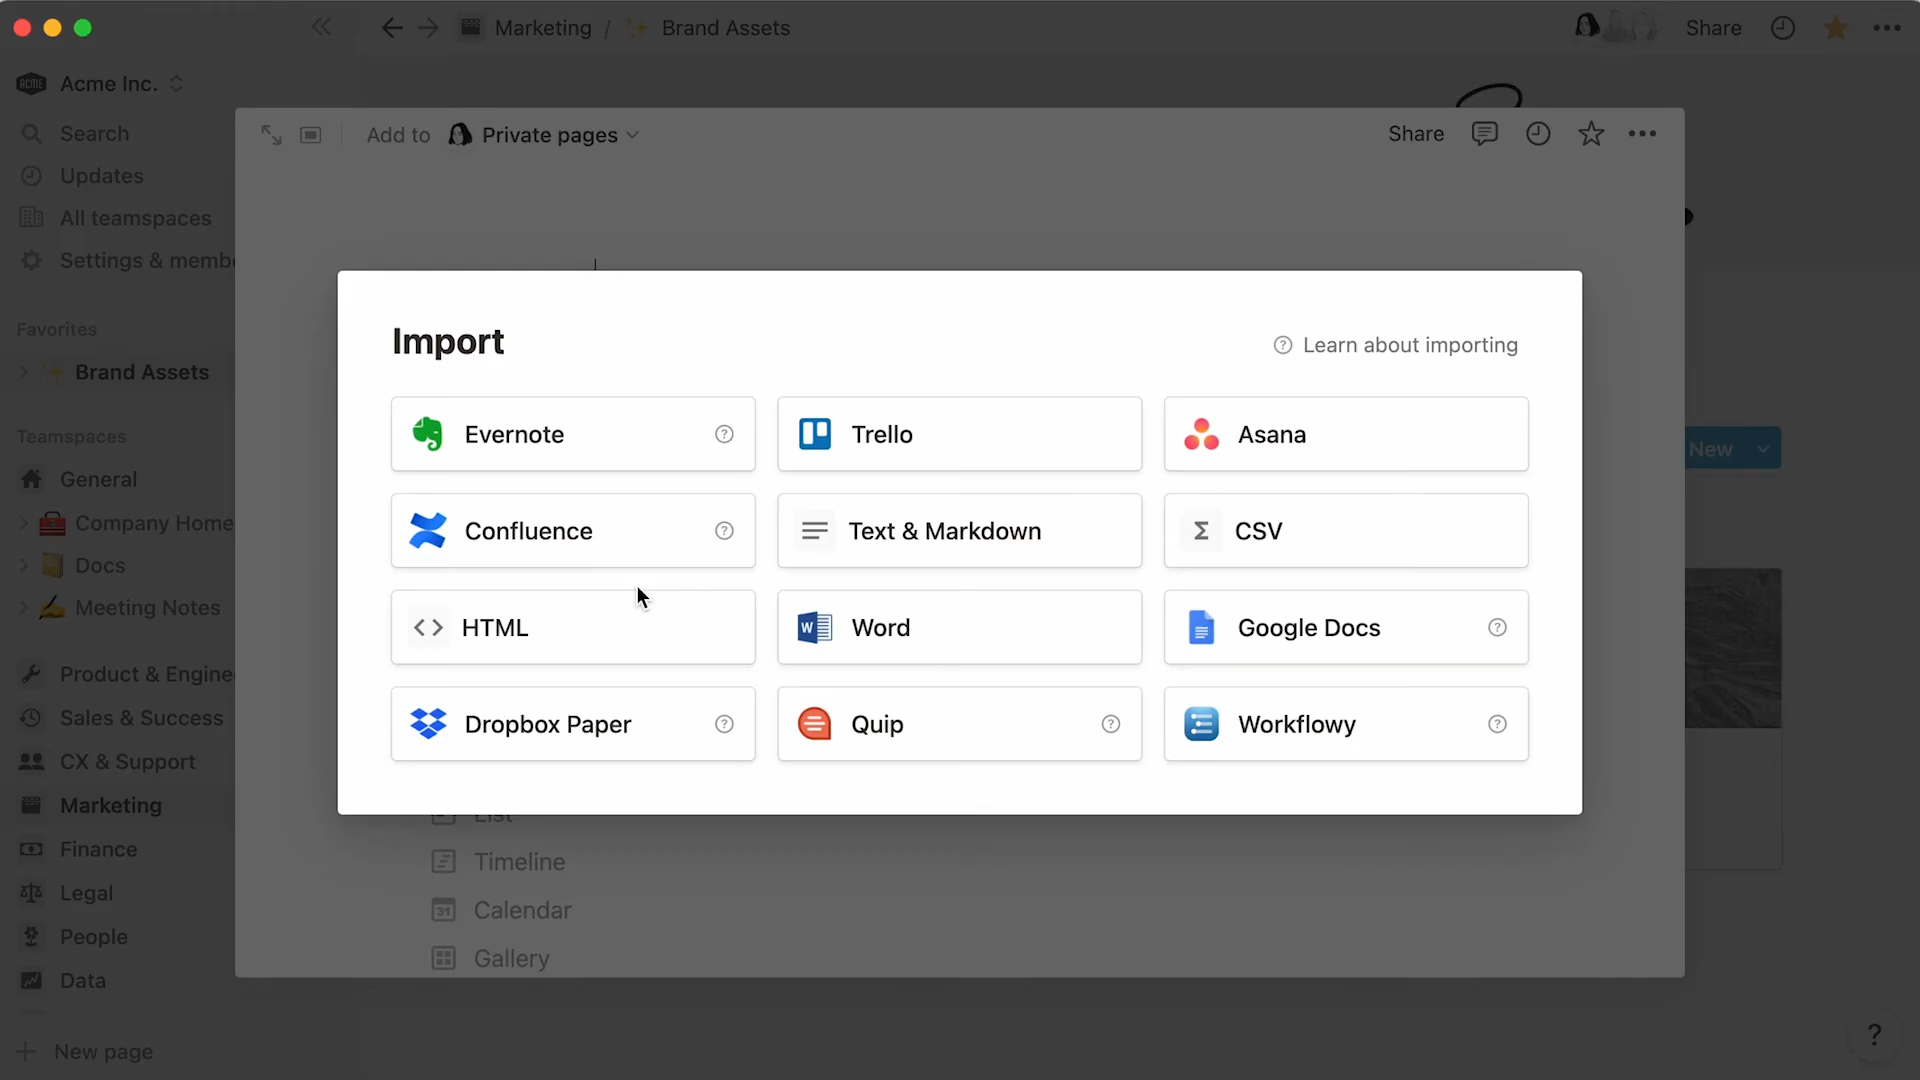 Marketing / Brand Assets
Share
ACME Acme Inc.
Search
Updates
All teamspaces
Settings & memb
Favorites
Brand Assets
Teamspaces
General
Company Home
Docs
Meeting Notes
Product & Engine
Sales & Success
CX & Support
Marketing
Finance
Legal
People
Data
New page
Add to Private pages
Share
Import
Learn about importing
Evernote
Trello
Asana
Confluence
Text & Markdown
Σ CSV
HTML
W Word
Google Docs
Dropbox Paper
Quip
Workflowy
List
Timeline
31 Calendar
Gallery
New
?